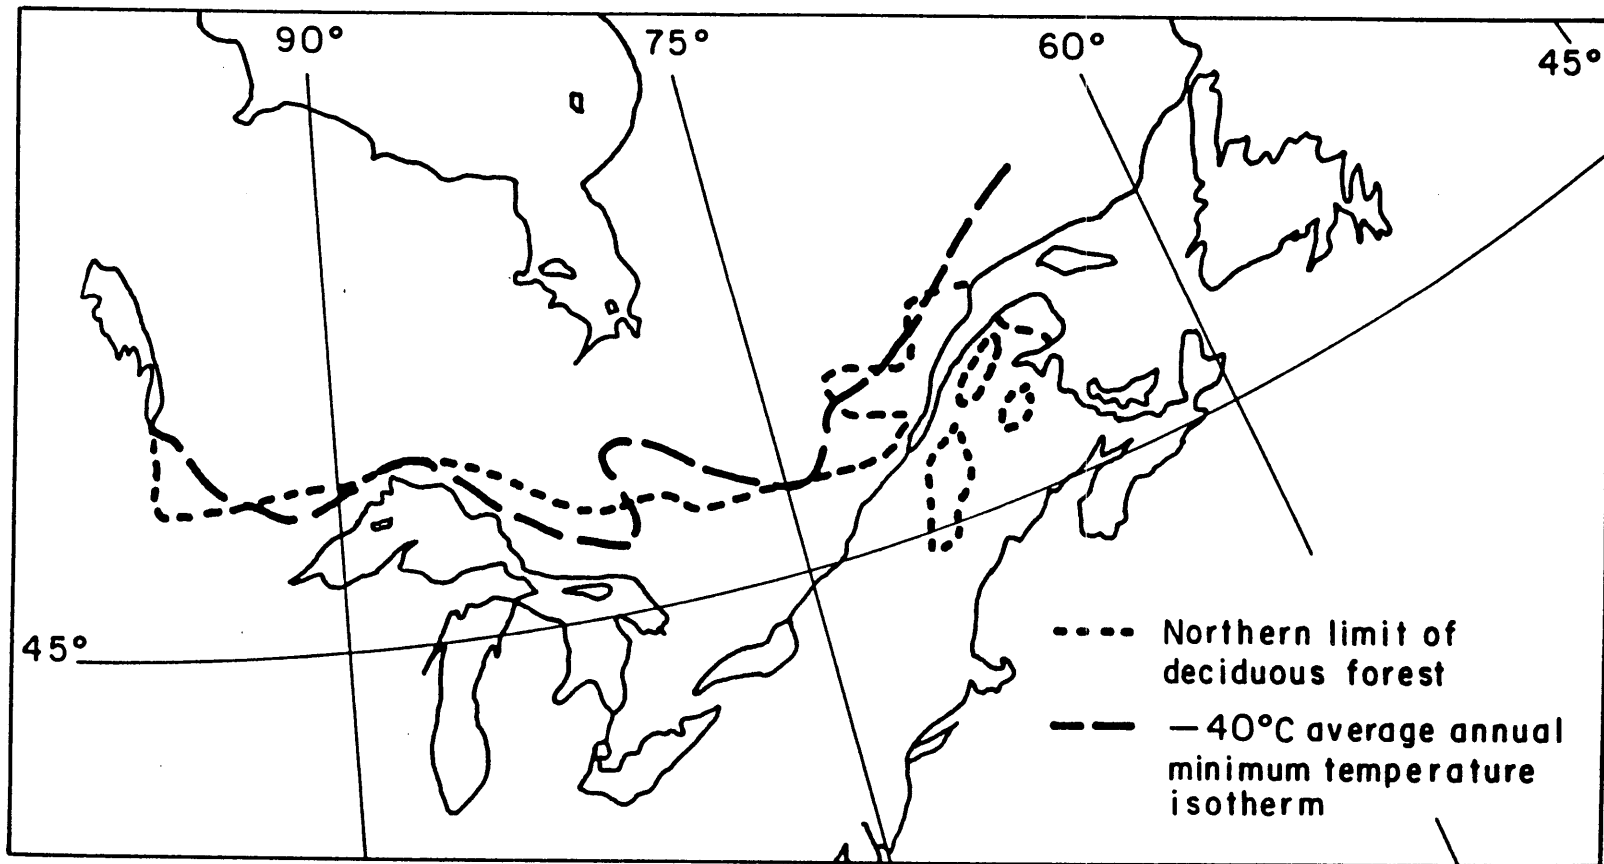 90°
75°
60°
45°
45°
Northern limit of
deciduous forest
−40°C average annual
minimum temperature
isotherm